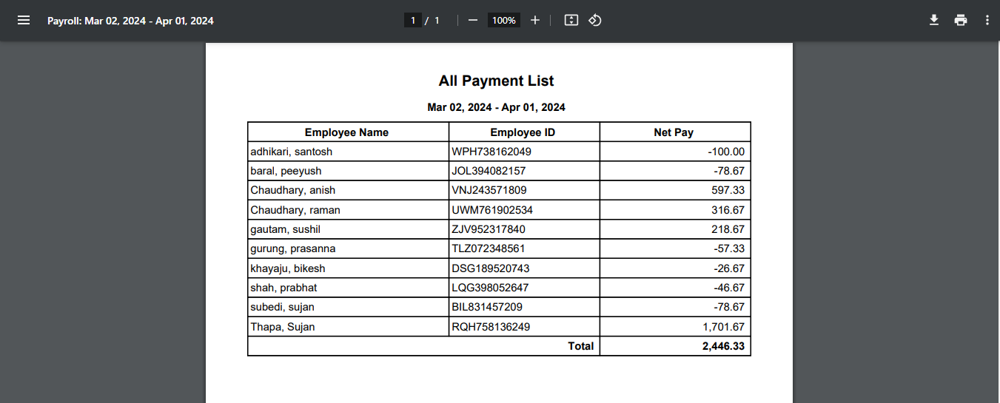 Payroll: Mar 02, 2024 - Apr 01, 2024 1 / 1 100%
All Payment List
Mar 02, 2024 - Apr 01, 2024
Employee Name Employee ID Net Pay
adhikari, santosh WPH738162049 -100.00
baral, peeyush JOL394082157 -78.67
Chaudhary, anish VNJ243571809 597.33
Chaudhary, raman UWM761902534 316.67
gautam, sushil ZJV952317840 218.67
gurung, prasanna TLZ072348561 -57.33
khayaju, bikesh DSG189520743 -26.67
shah, prabhat LQG398052647 -46.67
subedi, sujan BIL831457209 -78.67
Thapa, Sujan RQH758136249 1,701.67
Total 2,446.33